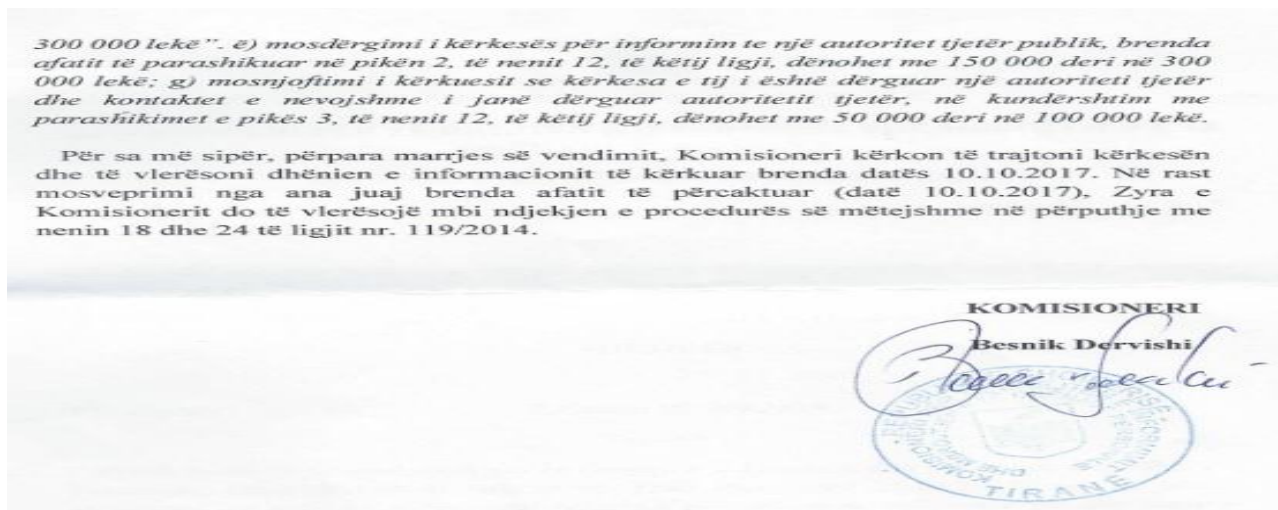 300 000 lekë". ë) mosdërgimi i kërkesës për informim te një autoritet tjetër publik, brenda
afatit të parashikuar në pikën 2, të nenit 12, të këtij ligji, dënohet me 150 000 deri në 300
000 lekë; g) mosnjoftimi i kërkuesit se kërkesa e tij i është dërguar një autoriteti tjetër
dhe kontaktet e nevojshme i janë dërguar autoritetit tjetër, në kundërshtim me
parashikimet e pikës 3, të nenit 12, të këtij ligji, dënohet me 50 000 deri në 100 000 lekë.
Për sa më sipër, përpara marrjes së vendimit, Komisioneri kërkon të trajtoni kërkesën
dhe të vlerësoni dhënien e informacionit të kërkuar brenda datës 10.10.2017. Në rast
mosveprimi nga ana juaj brenda afatit të përcaktuar (datë 10.10.2017), Zyra e
Komisionerit do të vlerësojë mbi ndjekjen e procedurës së mëtejshme në përputhje me
nenin 18 dhe 24 të ligjit nr. 119/2014.
KOMISIONERI
Besnik Dervishi
TIRANË